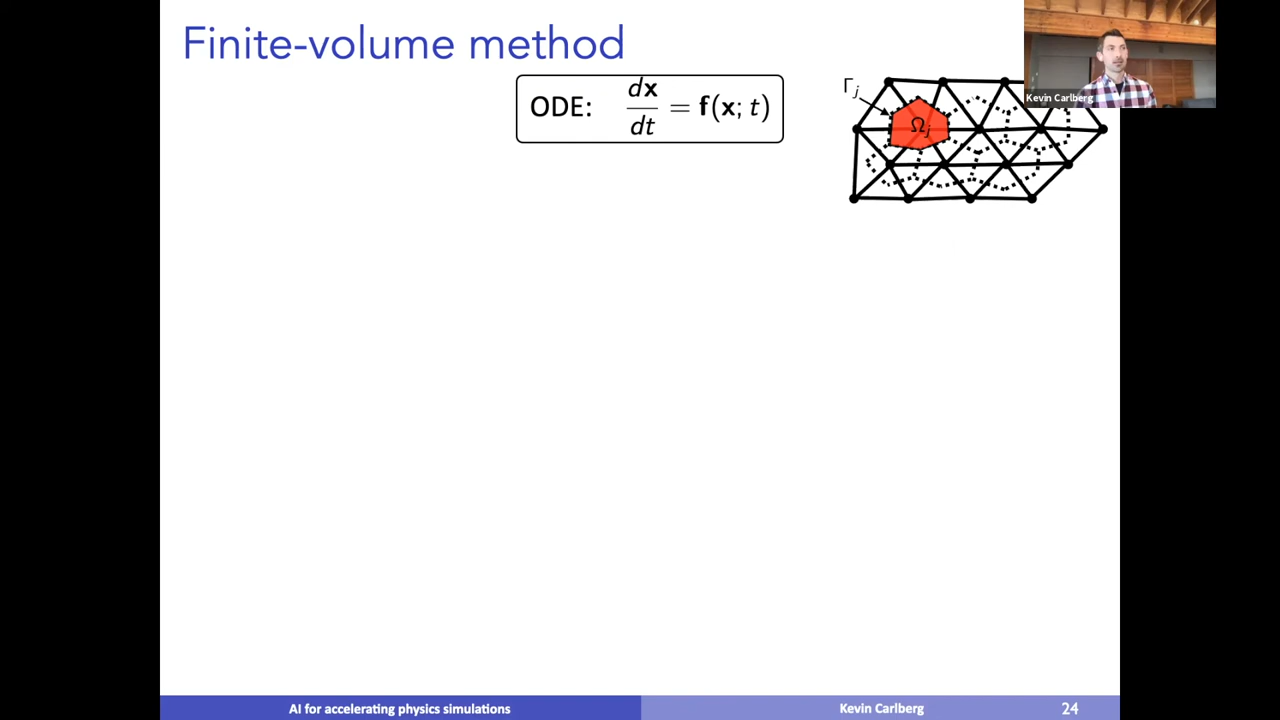 Finite-volume method
ODE: dx/dt = f(x; t)
Γj
Ωj
Kevin Carlberg
AI for accelerating physics simulations
Kevin Carlberg
24